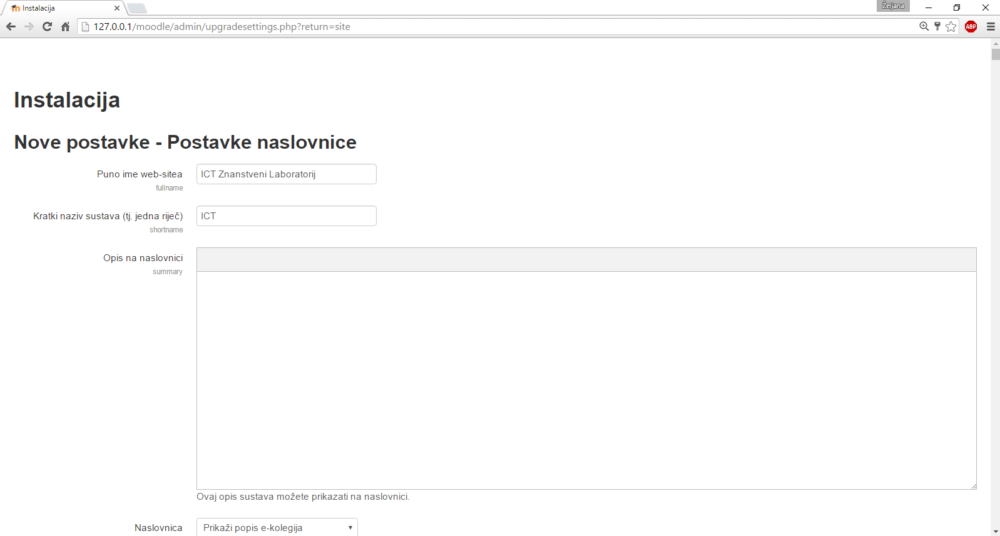 Instalacija
Željana
127.0.0.1/moodle/admin/upgradesettings.php?return=site
ABP
Instalacija
Nove postavke - Postavke naslovnice
Puno ime web-sitea
ICT Znanstveni Laboratorij
fullname
Kratki naziv sustava (tj. jedna riječ)
ICT
shortname
Opis na naslovnici
summary
Ovaj opis sustava možete prikazati na naslovnici.
Naslovnica
Prikaži popis e-kolegija